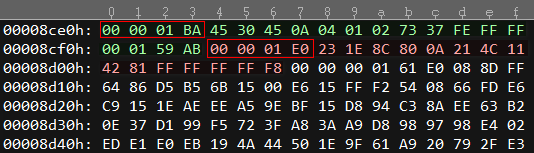 0 1 2 3 4 5 6 7 8 9 a b c d e f
00008ce0h: 00 00 01 BA 45 30 45 0A 04 01 02 73 37 FE FF FF
00008cf0h: 00 01 59 AB 00 00 01 E0 23 1E 8C 80 0A 21 4C 11
00008d00h: 42 81 FF FF FF FF F8 00 00 00 01 61 E0 08 8D FF
00008d10h: 64 86 D5 B5 6B 15 00 E6 15 FF F2 54 08 66 FD E6
00008d20h: C9 15 1E AE EE A5 9E BF 15 D8 94 C3 8A EE 63 B2
00008d30h: 0E 37 D1 99 F5 72 3F A8 3A A9 D8 98 97 98 E4 02
00008d40h: ED E1 E0 EB 19 4A 44 50 1E 9F 61 A9 20 79 2F E3